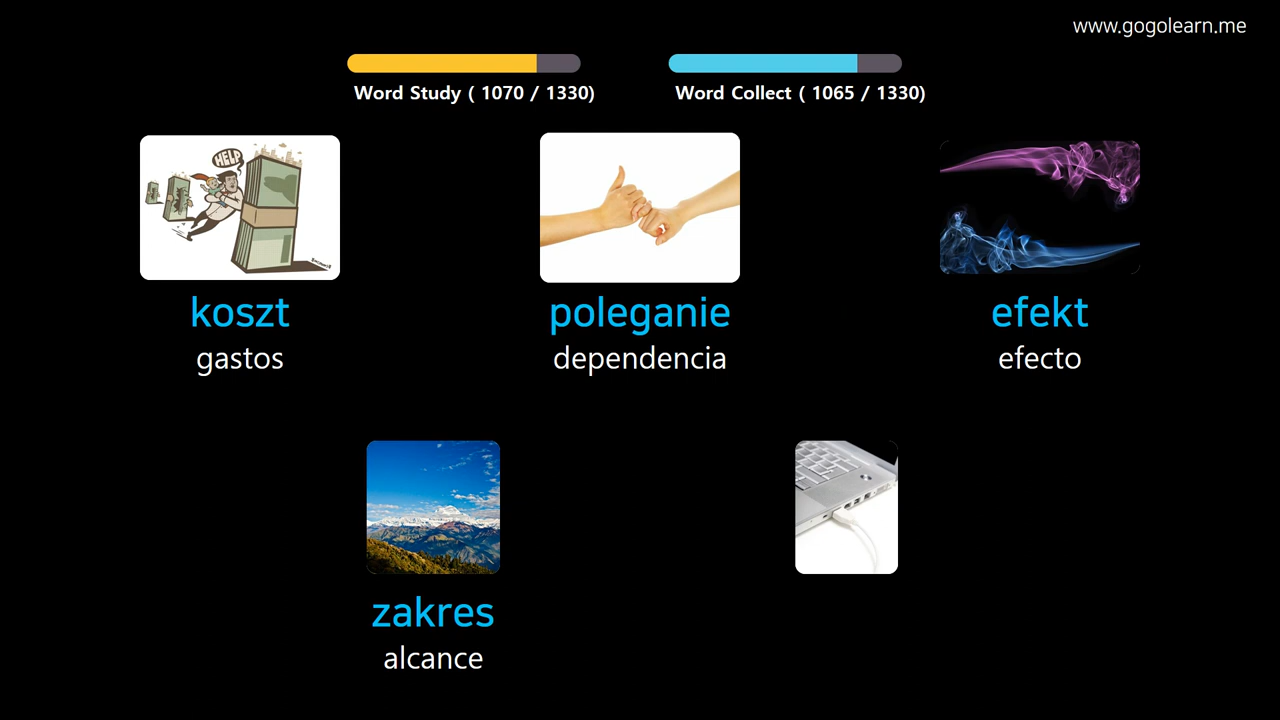 www.gogolearn.me
Word Study ( 1070 / 1330)
Word Collect ( 1065 / 1330)
HELP
koszt
gastos
poleganie
dependencia
efekt
efecto
zakres
alcance